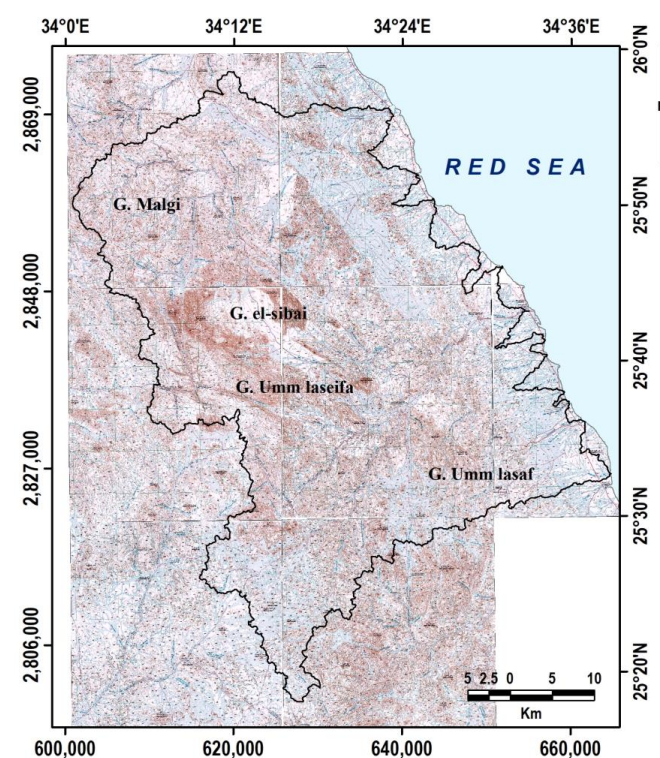 34°0'E 34°12'E 34°24'E 34°36'E
26°0'N
2,869,000
RED SEA
G. Malgi
25°50'N
2,848,000
G. el-sibai
25°40'N
G. Umm laseifa
2,827,000
G. Umm lasaf
25°30'N
2,806,000
25°20'N
5 2.5 0 5 10
Km
600,000 620,000 640,000 660,000